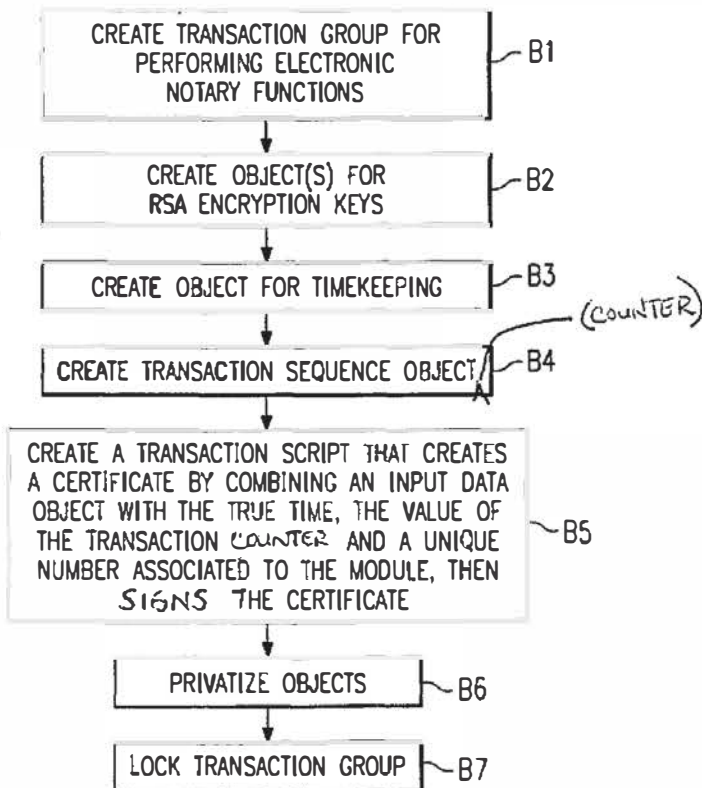 CREATE TRANSACTION GROUP FOR
PERFORMING ELECTRONIC
NOTARY FUNCTIONS
B1
CREATE OBJECT(S) FOR
RSA ENCRYPTION KEYS
B2
CREATE OBJECT FOR TIMEKEEPING
B3
(COUNTER)
CREATE TRANSACTION SEQUENCE OBJECT
B4
CREATE A TRANSACTION SCRIPT THAT CREATES
A CERTIFICATE BY COMBINING AN INPUT DATA
OBJECT WITH THE TRUE TIME, THE VALUE OF
THE TRANSACTION COUNTER AND A UNIQUE
NUMBER ASSOCIATED TO THE MODULE, THEN
SIGNS THE CERTIFICATE
B5
PRIVATIZE OBJECTS
B6
LOCK TRANSACTION GROUP
B7